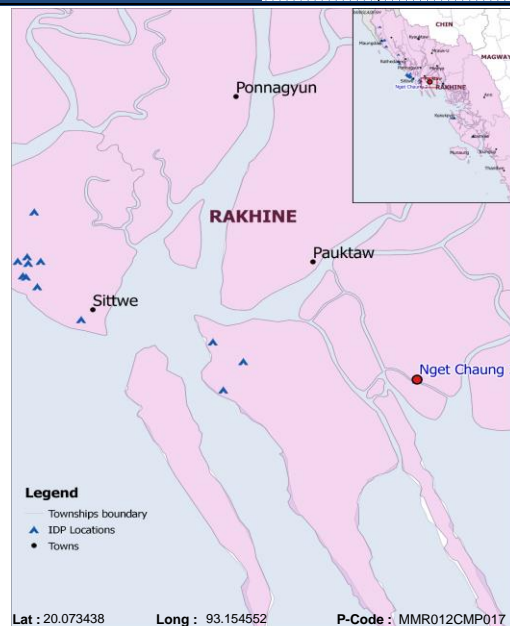 CHIN
MAGWAY
RAKHINE
Nget Chaung
Ponnagyun
RAKHINE
Pauktaw
Sittwe
Nget Chaung
Legend
Townships boundary
IDP Locations
Towns
Lat : 20.073438 Long : 93.154552 P-Code : MMR012CMP017